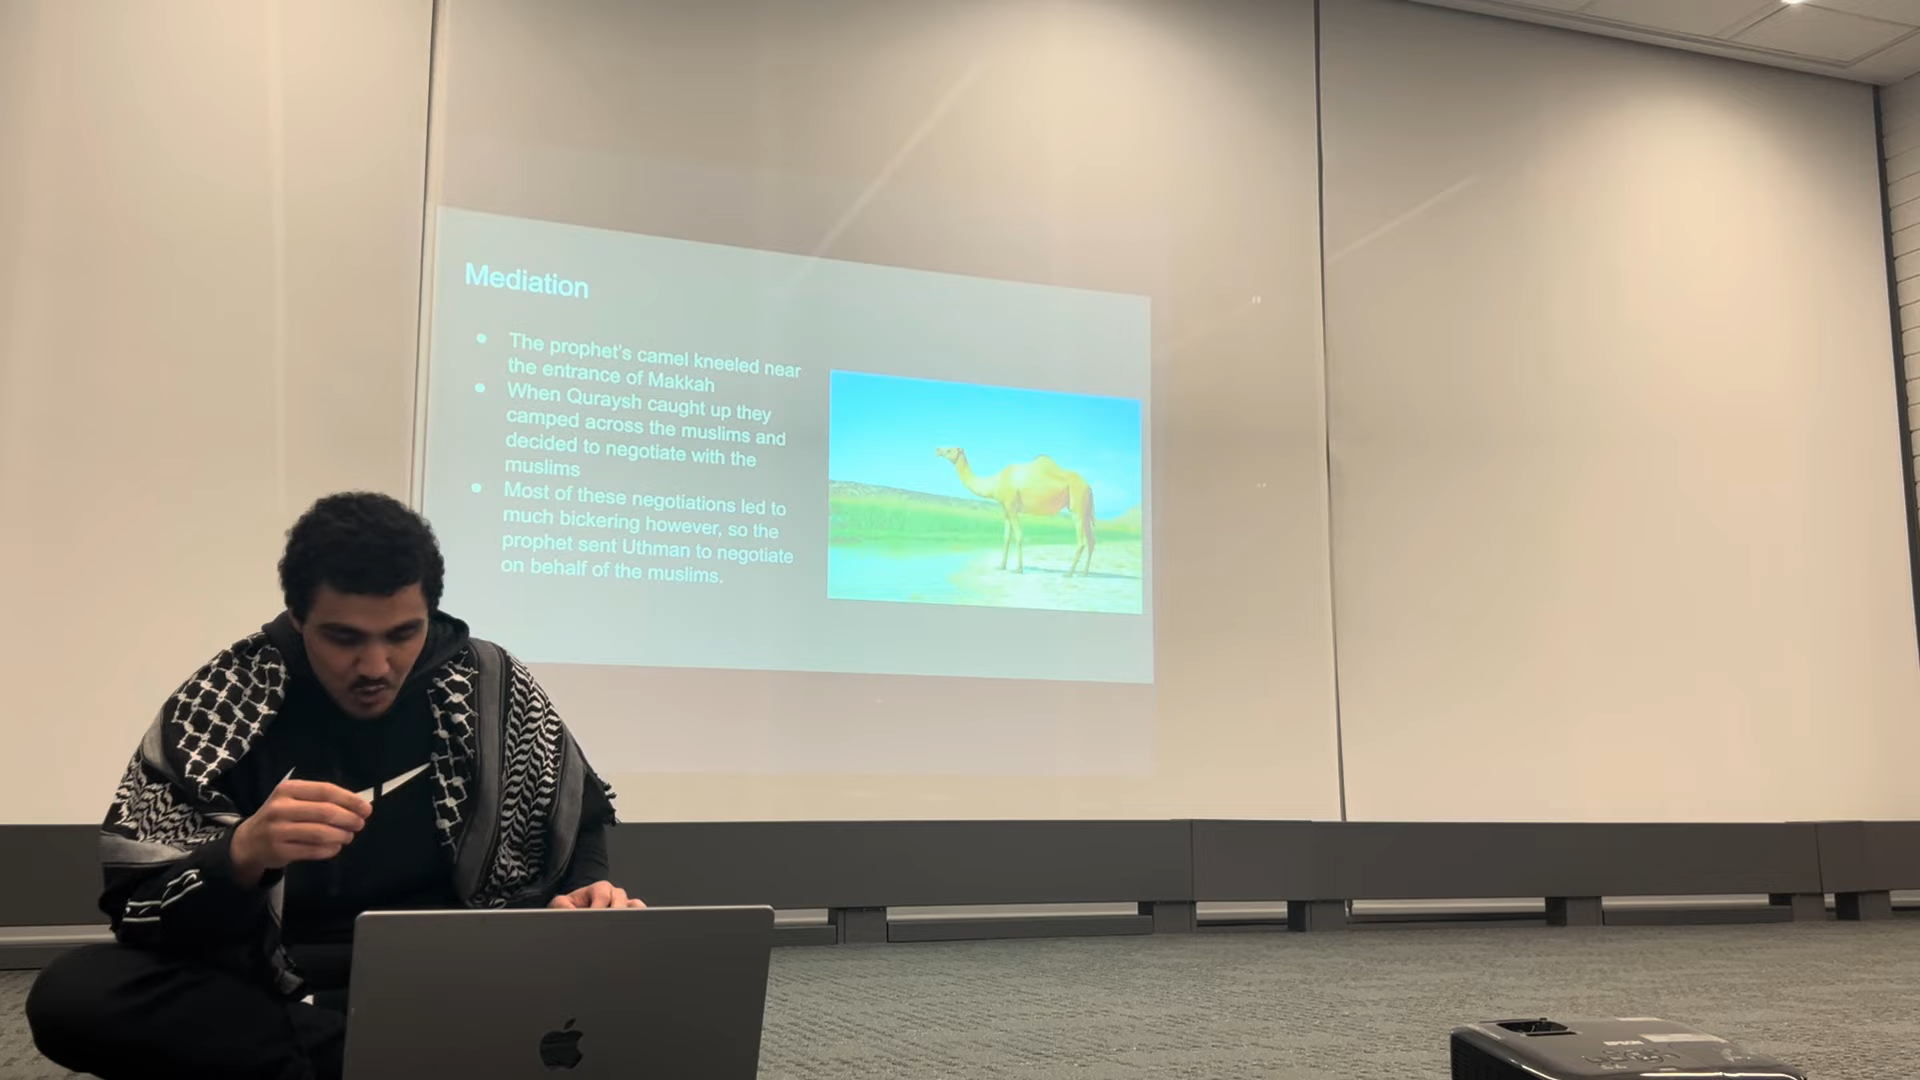 Mediation
● The prophet's camel kneeled near
the entrance of Makkah
● When Quraysh caught up they
camped across the muslims and
decided to negotiate with the
muslims
● Most of these negotiations led to
much bickering however, so the
prophet sent Uthman to negotiate
on behalf of the muslims.
EPSON